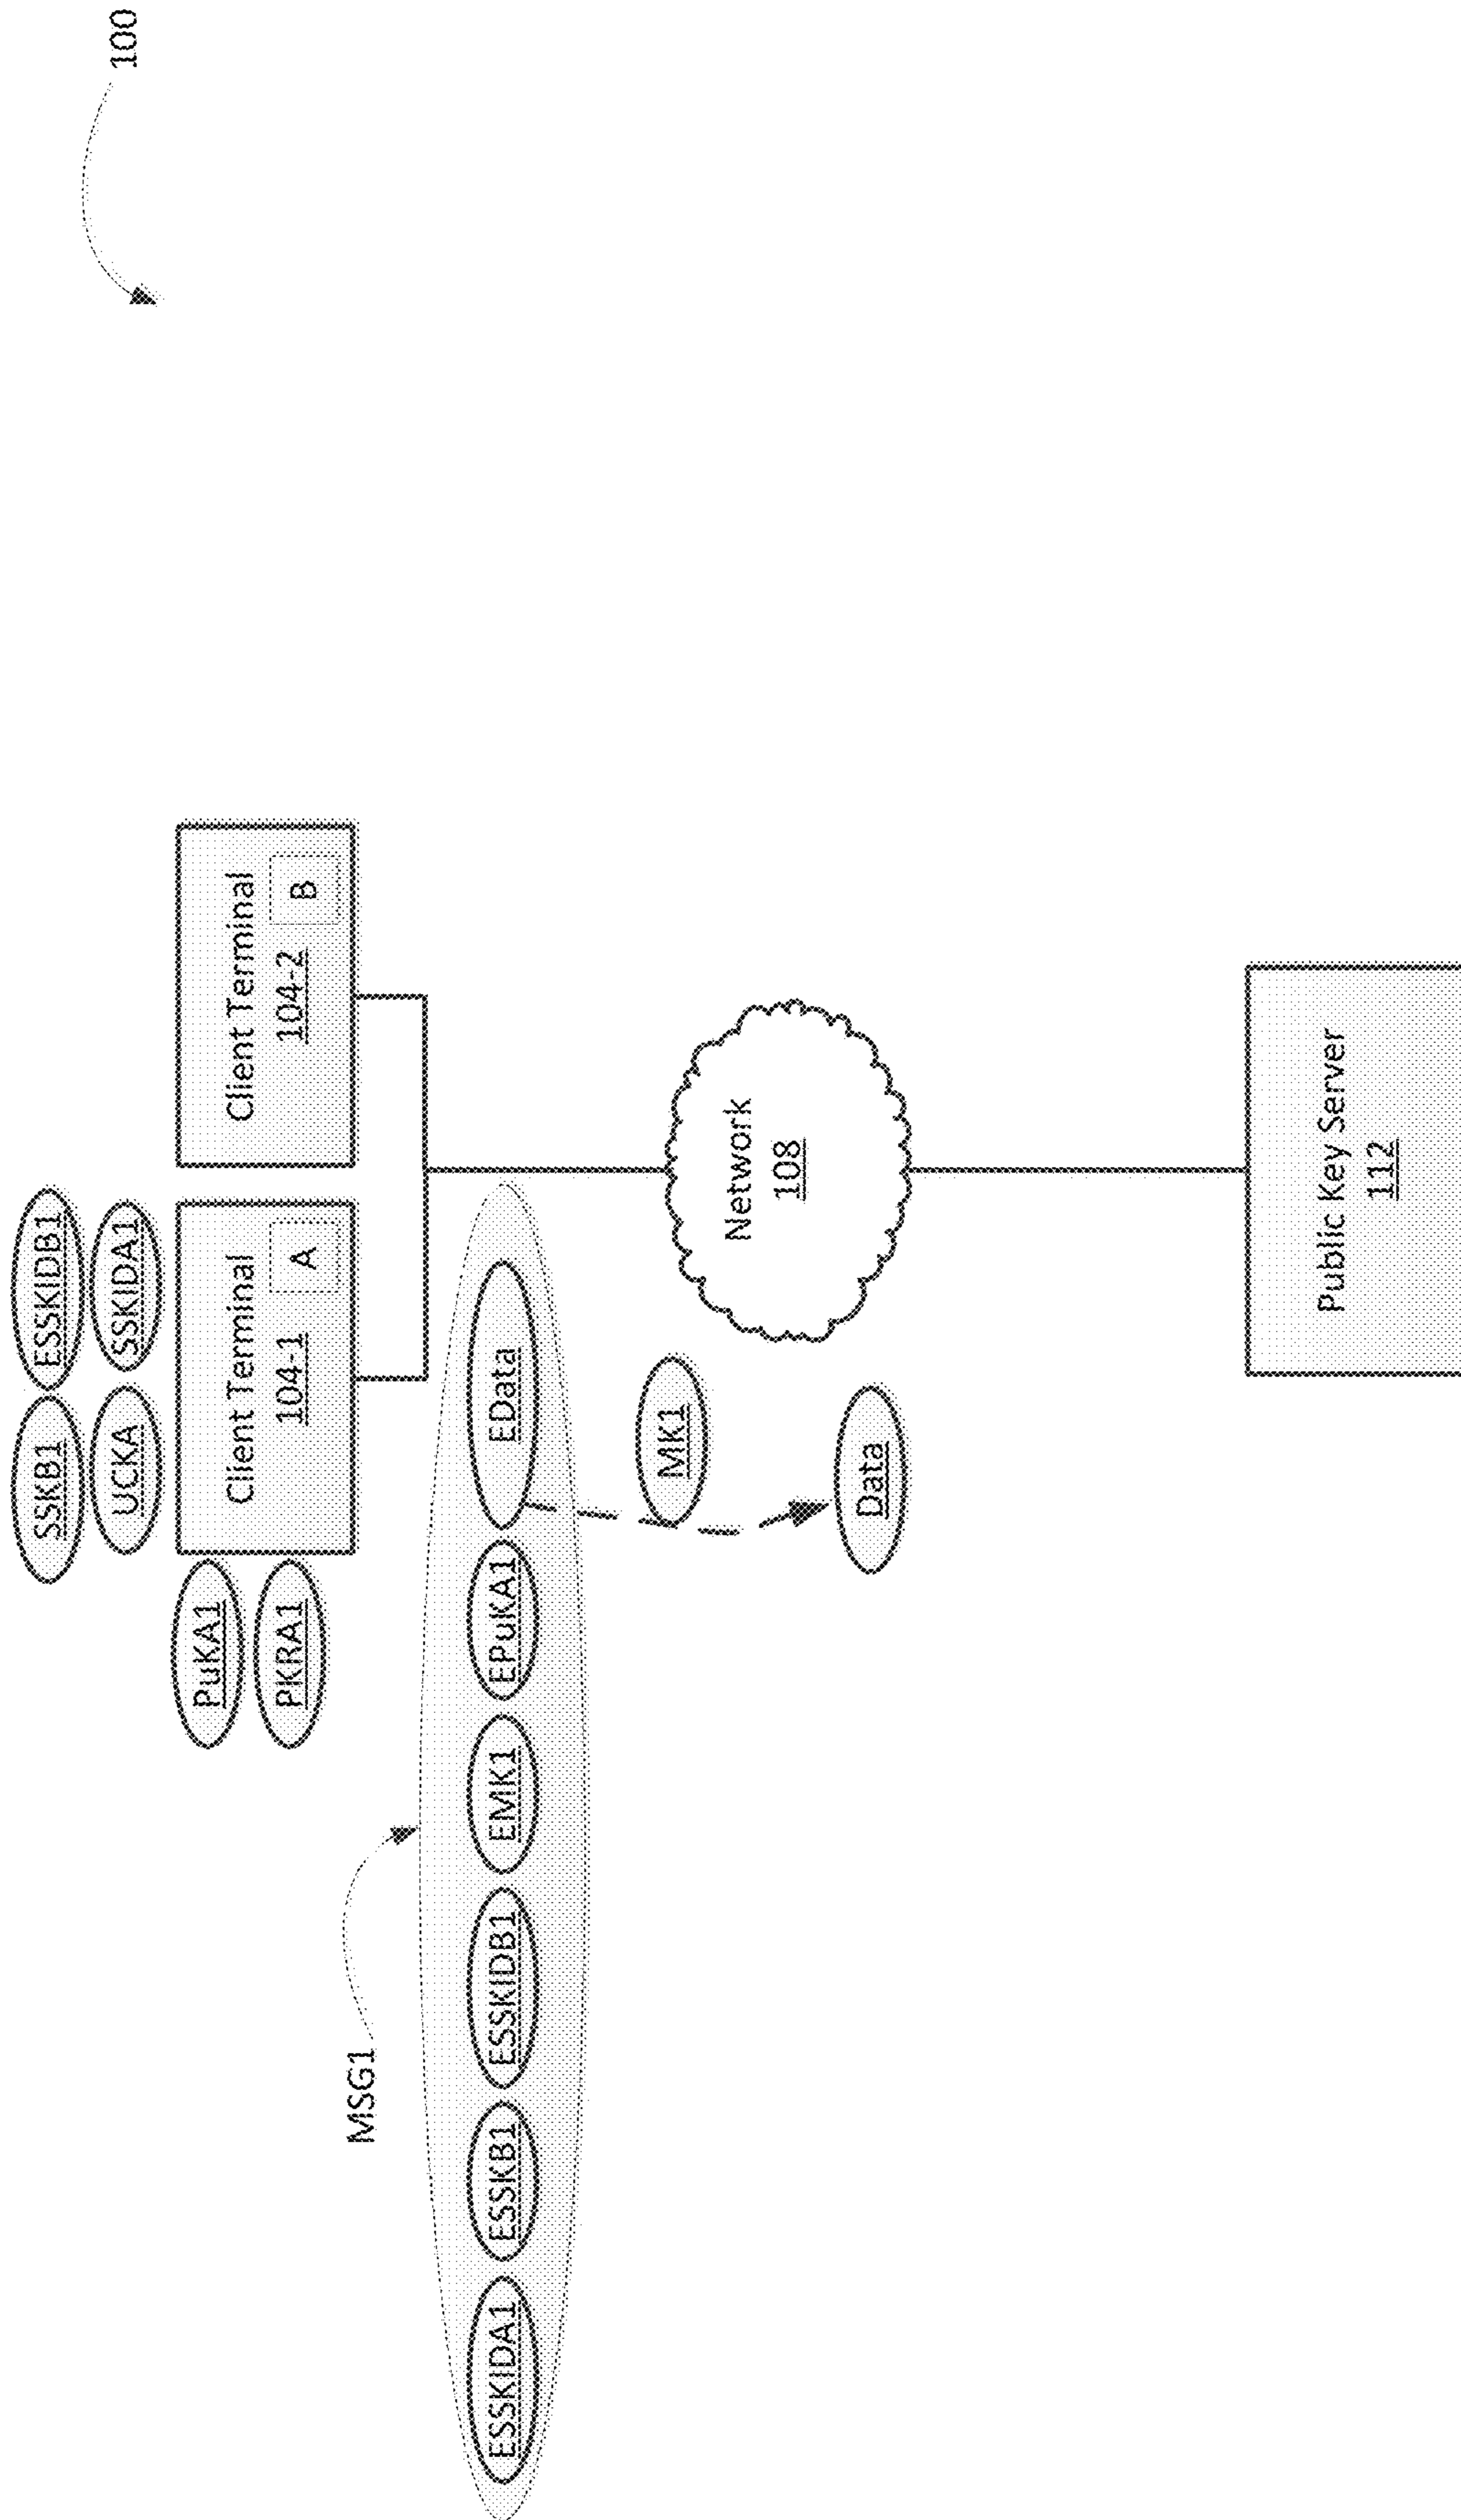 100
SSKB1
ESSKIDB1
UCKA
SSKIDA1
PuKA1
PKRA1
Client Terminal
104-1
A
Client Terminal
104-2
B
MSG1
ESSKIDA1
ESSKB1
ESSKIDB1
EMK1
EPuKA1
EData
MK1
Data
Network
108
Public Key Server
112